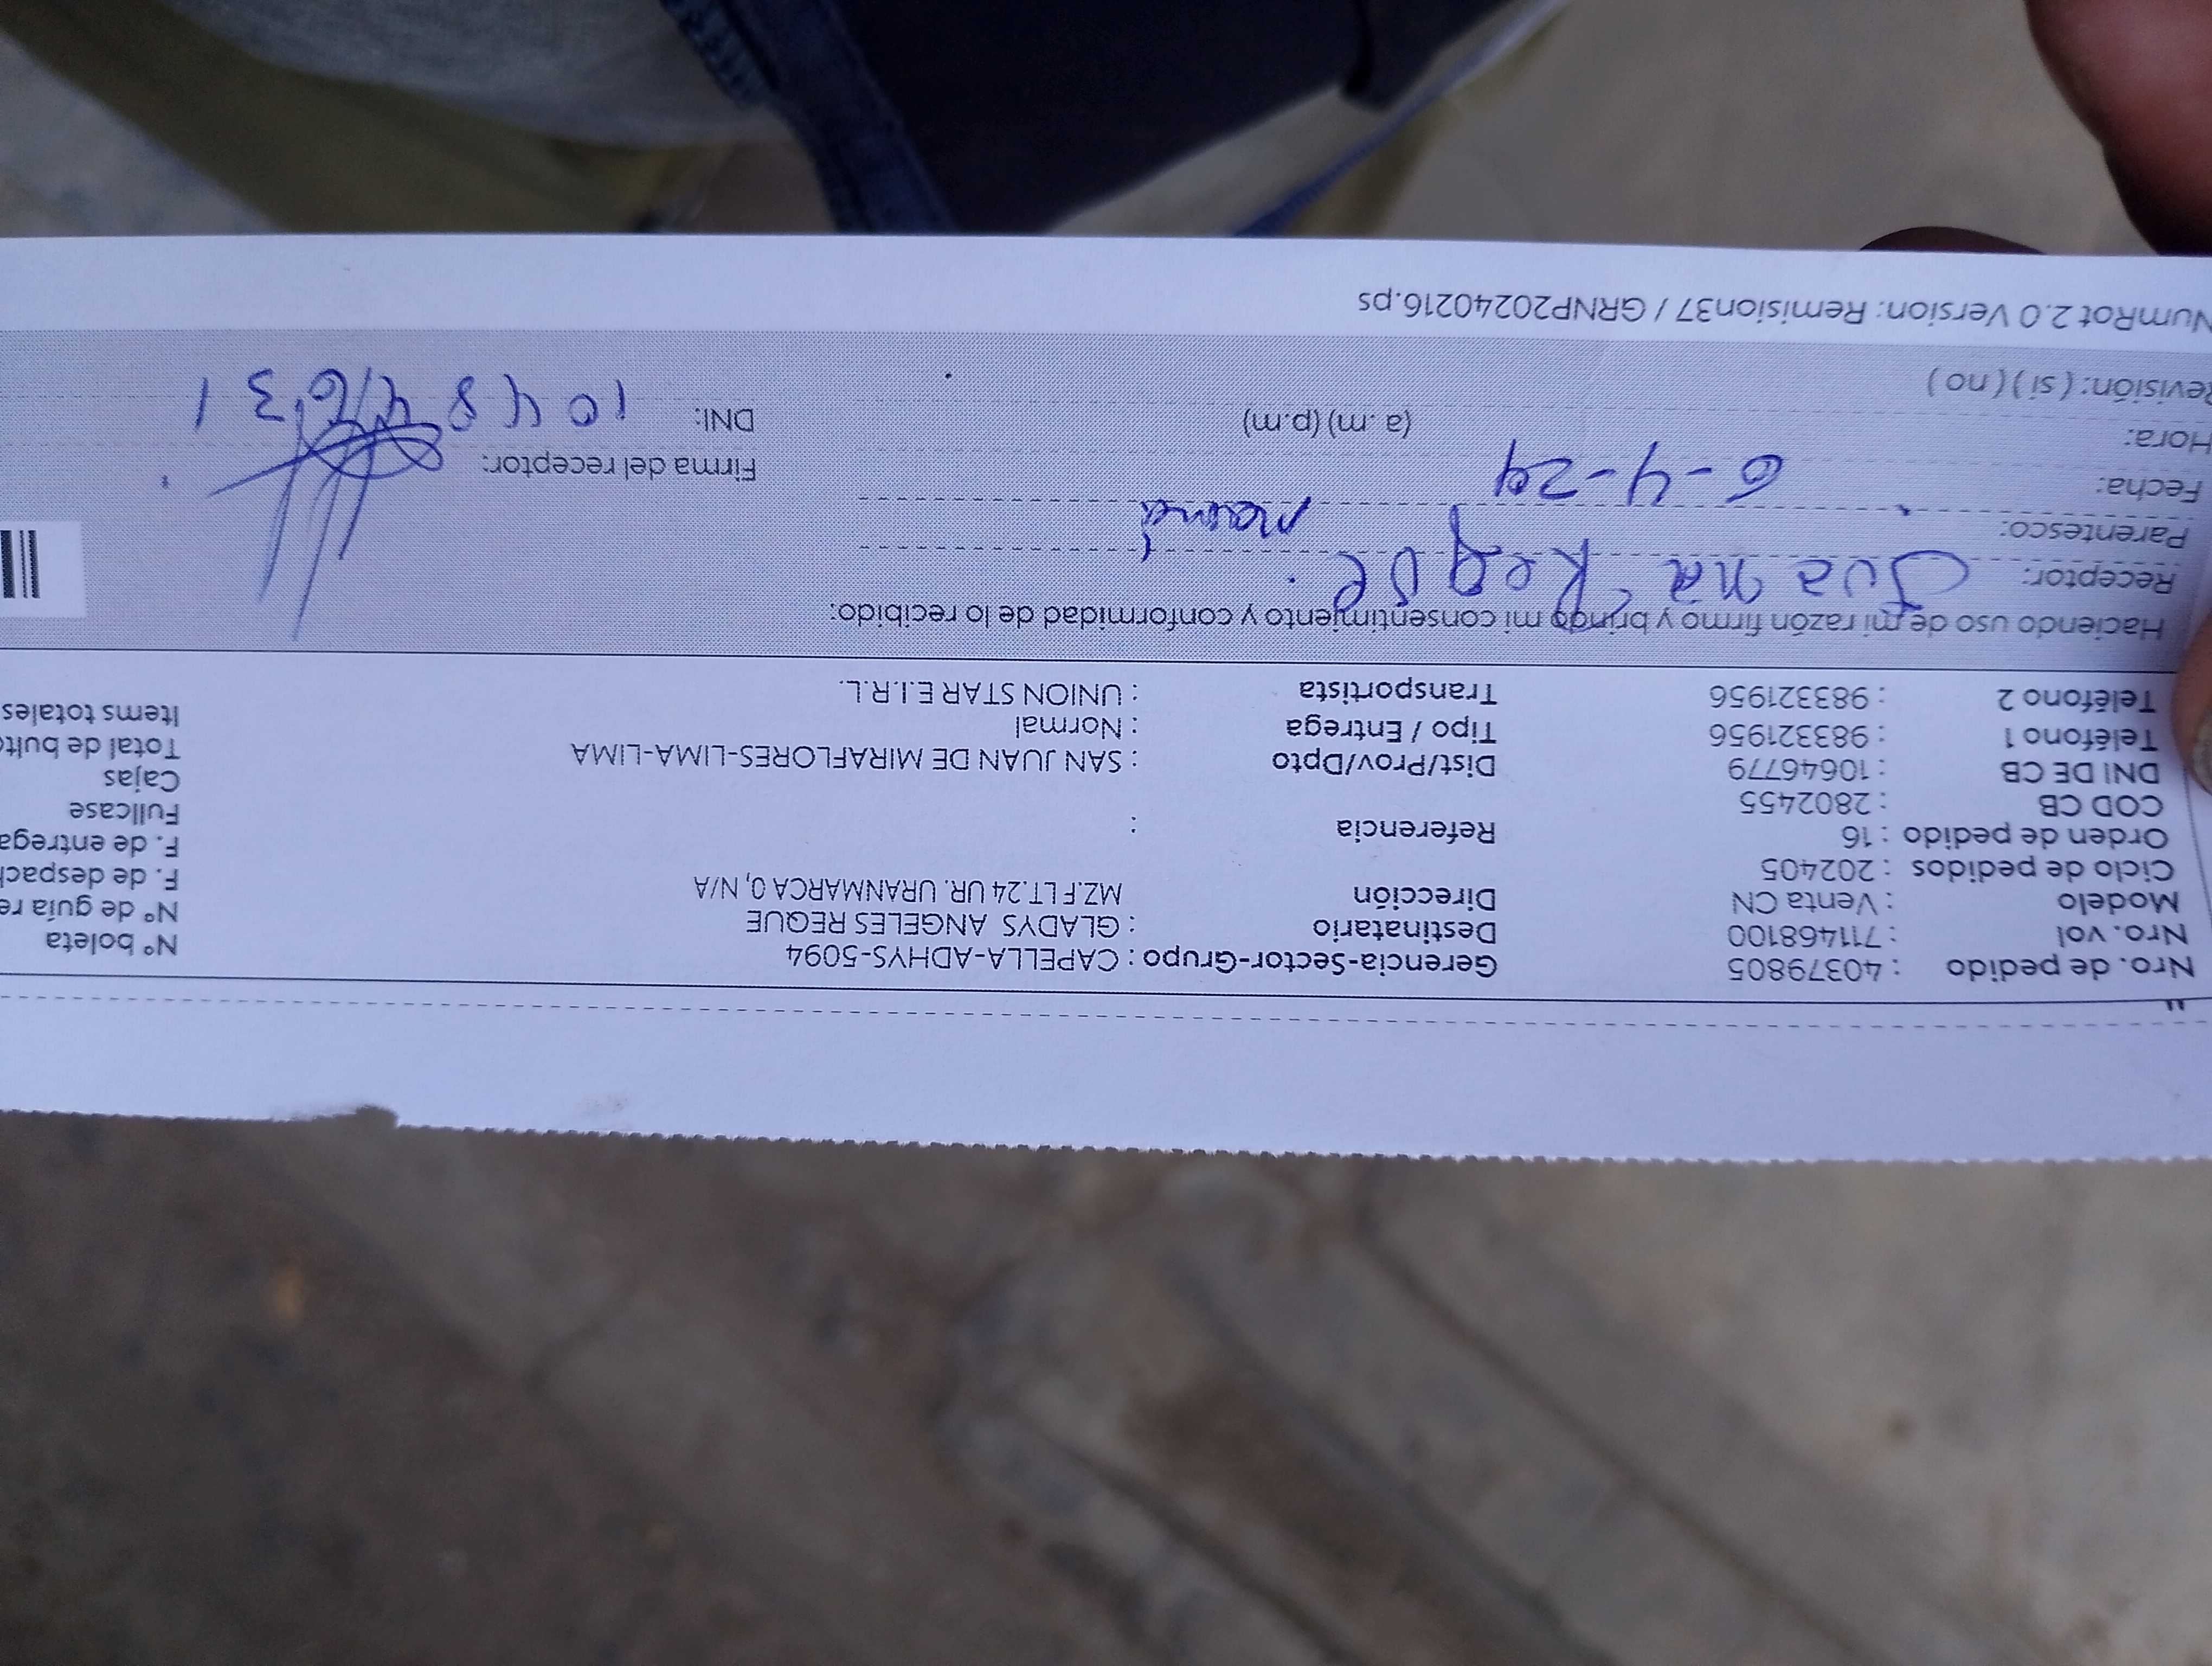 Nro. de pedido : 40379805 Gerencia-Sector-Grupo : CAPELLA-ADHYS-5094 N° boleta
Nro. vol : 711468100 Destinatario : GLADYS ANGELES REQUE N° de guía re
Modelo : Venta CN Dirección MZ.F LT.24 UR. URANMARCA 0, N/A F. de despach
Ciclo de pedidos : 202405 F. de entrega
Orden de pedido : 16 Referencia : Fullcase
COD CB : 2802455 Cajas
DNI DE CB : 10646779 Dist/Prov/Dpto : SAN JUAN DE MIRAFLORES-LIMA-LIMA Total de bulto
Teléfono 1 : 983321956 Tipo / Entrega : Normal Items totales
Teléfono 2 : 983321956 Transportista : UNION STAR E.I.R.L.
Haciendo uso de mi razón firmo y brindo mi consentimiento y conformidad de lo recibido:
Receptor: Juana Reque
Parentesco: mamá
Fecha: 6-4-24 Firma del receptor:
Hora: (a.m) (p.m) DNI: 10484631
Revisión: ( si ) ( no )
NumRot 2.0 Version: Remision37 / GRNP20240216.ps